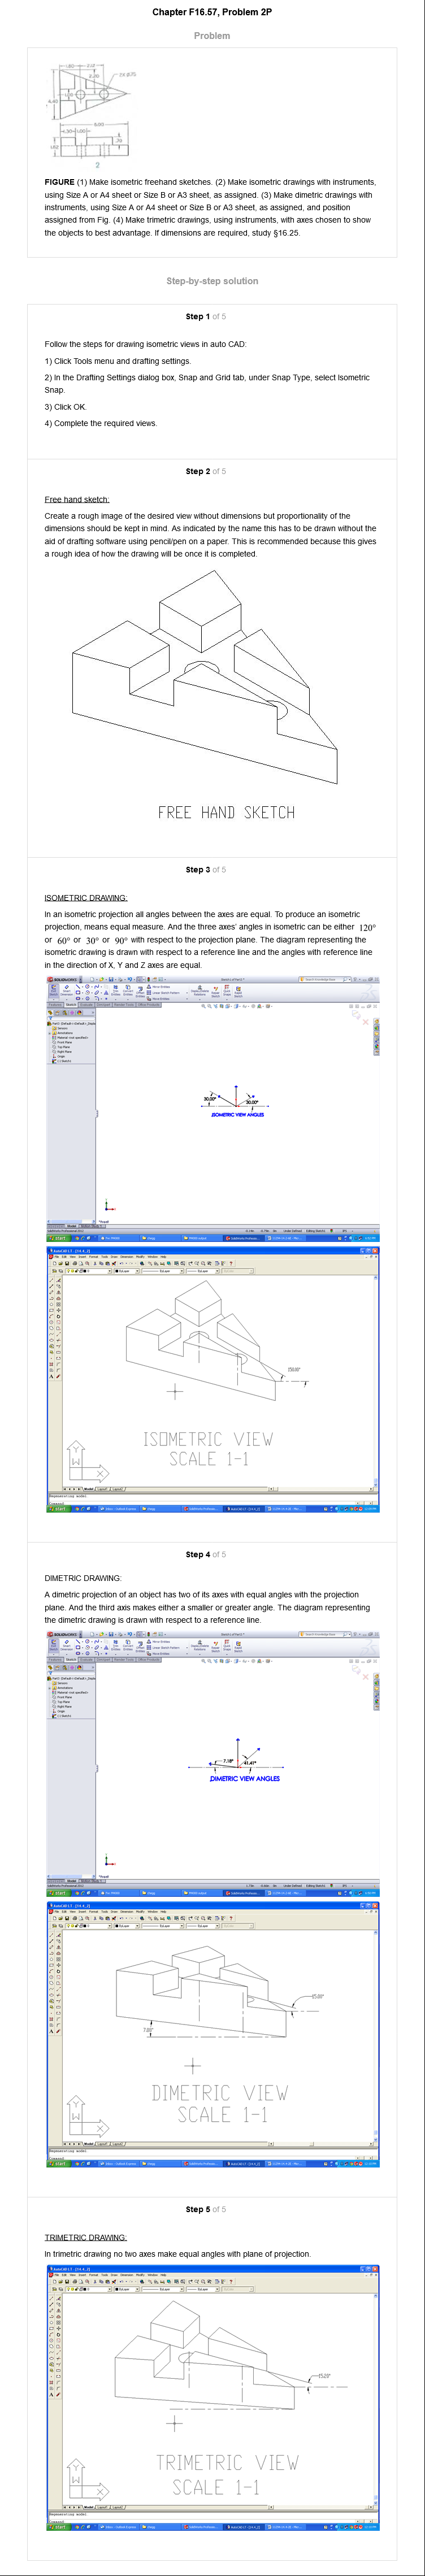 Chapter F16.57, Problem 2P
Problem
2
FIGURE (1) Make isometric freehand sketches. (2) Make isometric drawings with instruments,
using Size A or A4 sheet or Size B or A3 sheet, as assigned. (3) Make dimetric drawings with
instruments, using Size A or A4 sheet or Size B or A3 sheet, as assigned, and position
assigned from Fig. (4) Make trimetric drawings, using instruments, with axes chosen to show
the objects to best advantage. If dimensions are required, study §16.25.
Step-by-step solution
Step 1 of 5
Follow the steps for drawing isometric views in auto CAD:
1) Click Tools menu and drafting settings.
2) In the Drafting Settings dialog box, Snap and Grid tab, under Snap Type, select Isometric
Snap.
3) Click OK.
4) Complete the required views.
Step 2 of 5
Free hand sketch:
Create a rough image of the desired view without dimensions but proportionality of the
dimensions should be kept in mind. As indicated by the name this has to be drawn without the
aid of drafting software using pencil/pen on a paper. This is recommended because this gives
a rough idea of how the drawing will be once it is completed.
FREE HAND SKETCH
Step 3 of 5
ISOMETRIC DRAWING:
In an isometric projection all angles between the axes are equal. To produce an isometric
projection, means equal measure. And the three axes' angles in isometric can be either 120°
or 60° or 30° or 90° with respect to the projection plane. The diagram representing the
isometric drawing is drawn with respect to a reference line and the angles with reference line
in the direction of X, Y and Z axes are equal.
30.00° 30.00°
ISOMETRIC VIEW ANGLES
ISOMETRIC VIEW
SCALE 1-1
Step 4 of 5
DIMETRIC DRAWING:
A dimetric projection of an object has two of its axes with equal angles with the projection
plane. And the third axis makes either a smaller or greater angle. The diagram representing
the dimetric drawing is drawn with respect to a reference line.
7.18° 41.41°
DIMETRIC VIEW ANGLES
DIMETRIC VIEW
SCALE 1-1
Step 5 of 5
TRIMETRIC DRAWING:
In trimetric drawing no two axes make equal angles with plane of projection.
TRIMETRIC VIEW
SCALE 1-1